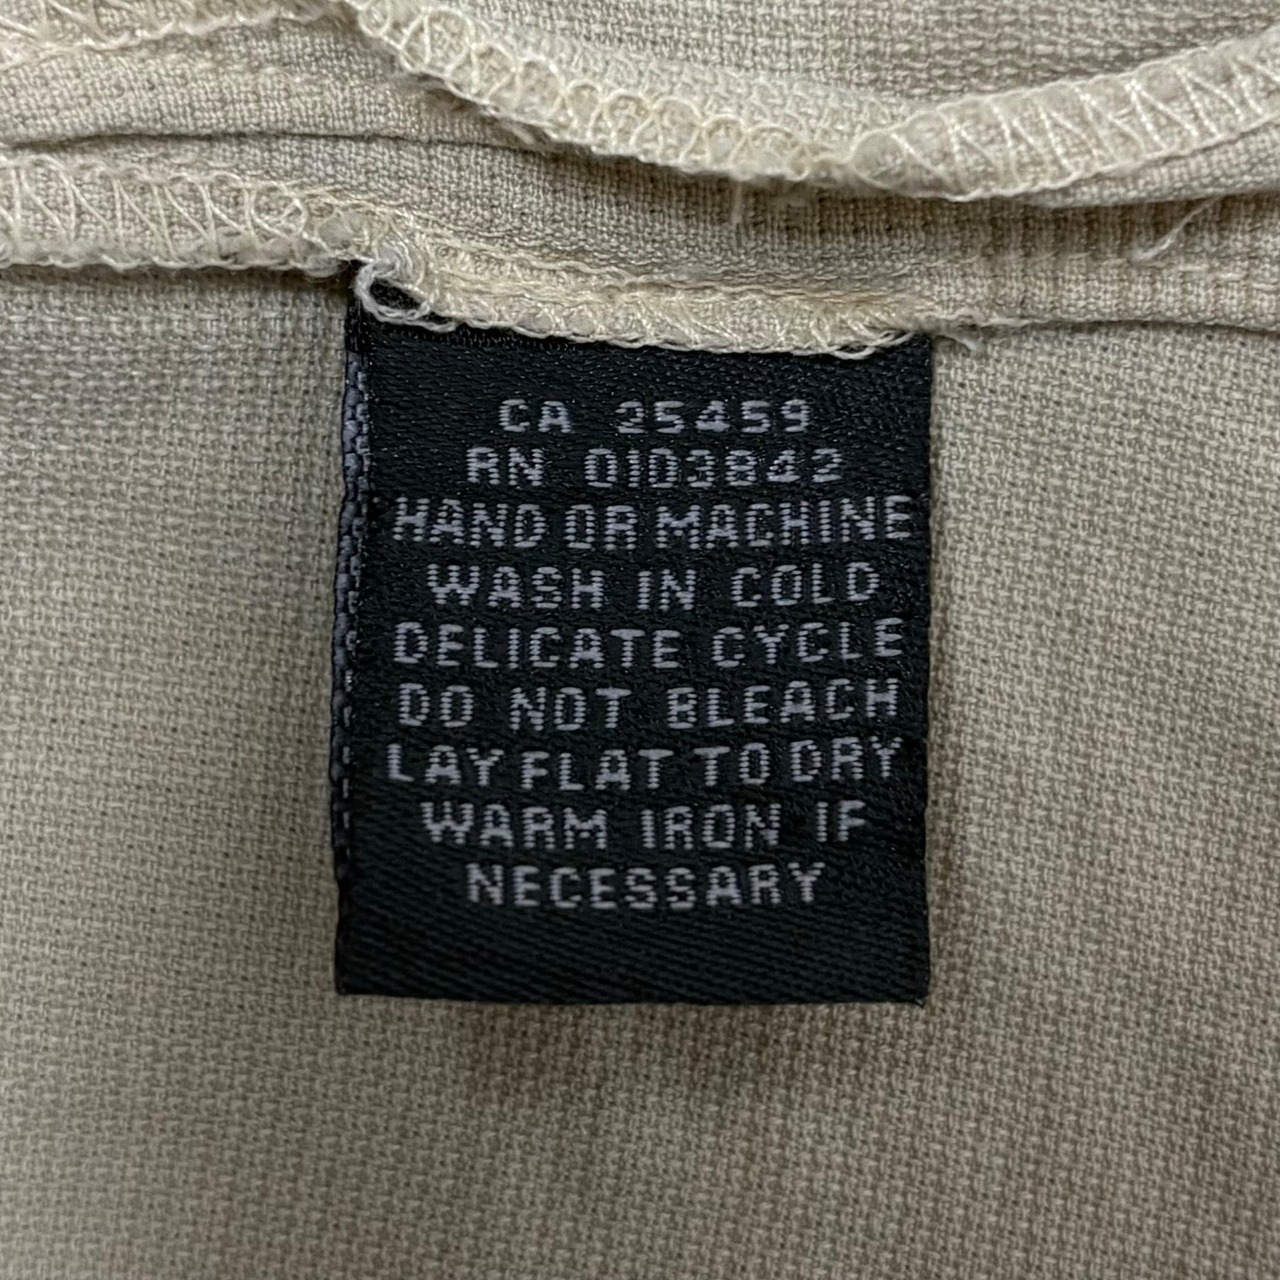 CA 25459
RN 0103842
HAND OR MACHINE
WASH IN COLD
DELICATE CYCLE
DO NOT BLEACH
LAY FLAT TO DRY
WARM IRON IF
NECESSARY